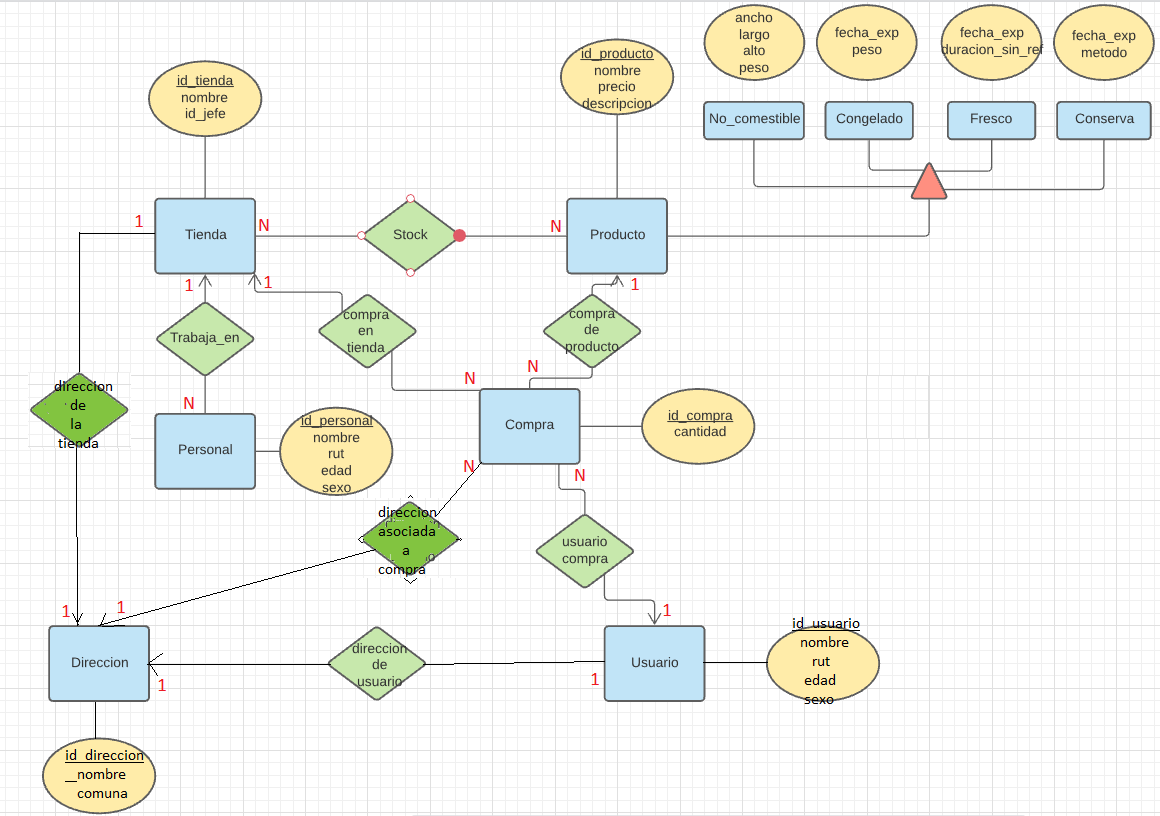 ancho
largo
alto
peso
fecha_exp
peso
fecha_exp
duracion_sin_ref
fecha_exp
metodo
id_tienda
nombre
id_jefe
id_producto
nombre
precio
descripcion
No_comestible
Congelado
Fresco
Conserva
1
Tienda
N
Stock
N
Producto
1
1
1
Trabaja_en
compra
en
tienda
compra
de
producto
direccion
de
la
tienda
N
N
N
Personal
id_personal
nombre
rut
edad
sexo
Compra
id_compra
cantidad
N
N
direccion
asociada
a
compra
usuario
compra
1
1
1
Direccion
1
direccion
de
usuario
1
Usuario
id_usuario
nombre
rut
edad
sexo
id_direccion
_nombre
comuna